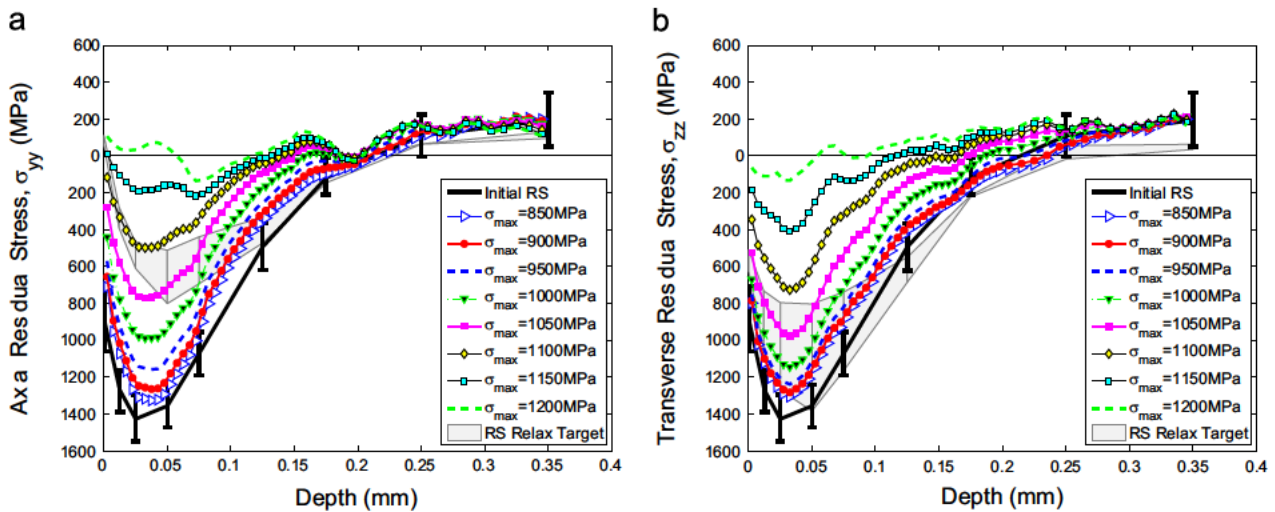 a
Ax a Res dua Stress, σyy (MPa)
600
400
200
0
200
400
600
800
1000
1200
1400
1600
0
0.05
0.1
0.15
0.2
0.25
0.3
0.35
0.4
Depth (mm)
Initial RS
σmax=850MPa
σmax=900MPa
σmax=950MPa
σmax=1000MPa
σmax=1050MPa
σmax=1100MPa
σmax=1150MPa
σmax=1200MPa
RS Relax Target
b
Transverse Res dua Stress, σzz (MPa)
600
400
200
0
200
400
600
800
1000
1200
1400
1600
0
0.05
0.1
0.15
0.2
0.25
0.3
0.35
0.4
Depth (mm)
Initial RS
σmax=850MPa
σmax=900MPa
σmax=950MPa
σmax=1000MPa
σmax=1050MPa
σmax=1100MPa
σmax=1150MPa
σmax=1200MPa
RS Relax Target